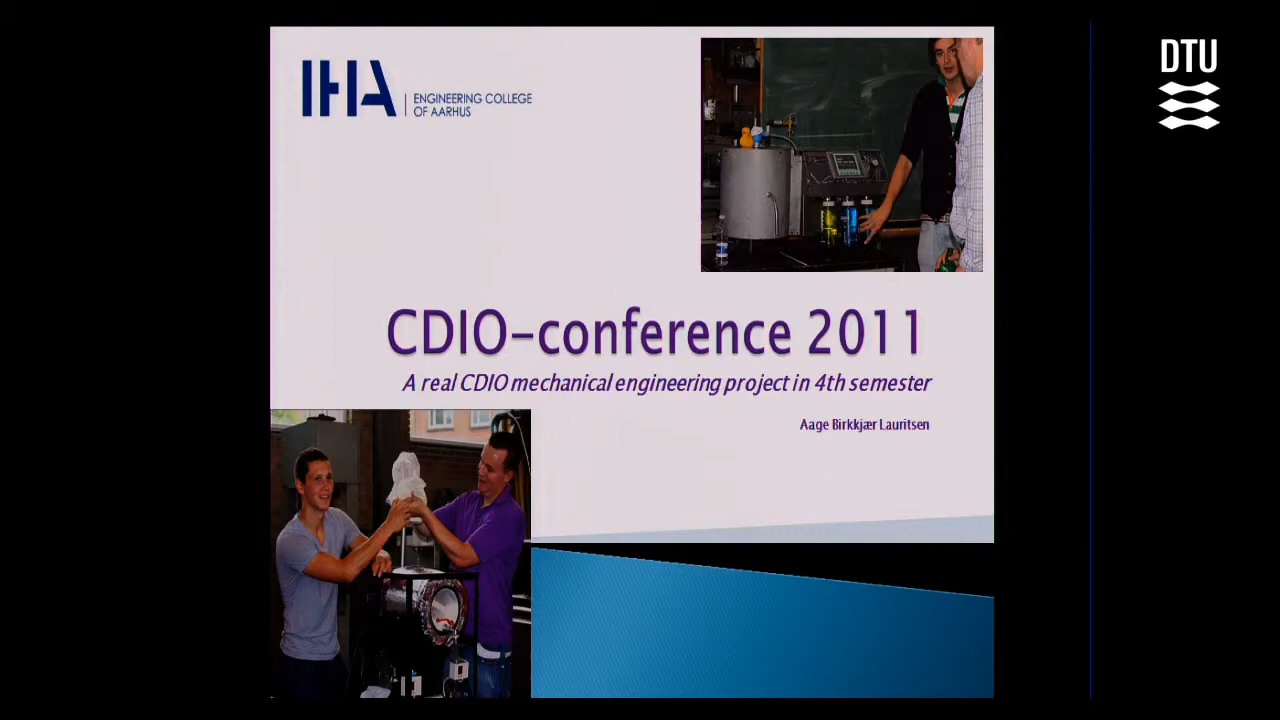 IHA
ENGINEERING COLLEGE
OF AARHUS
DTU
CDIO-conference 2011
A real CDIO mechanical engineering project in 4th semester
Aage Birkkjær Lauritsen